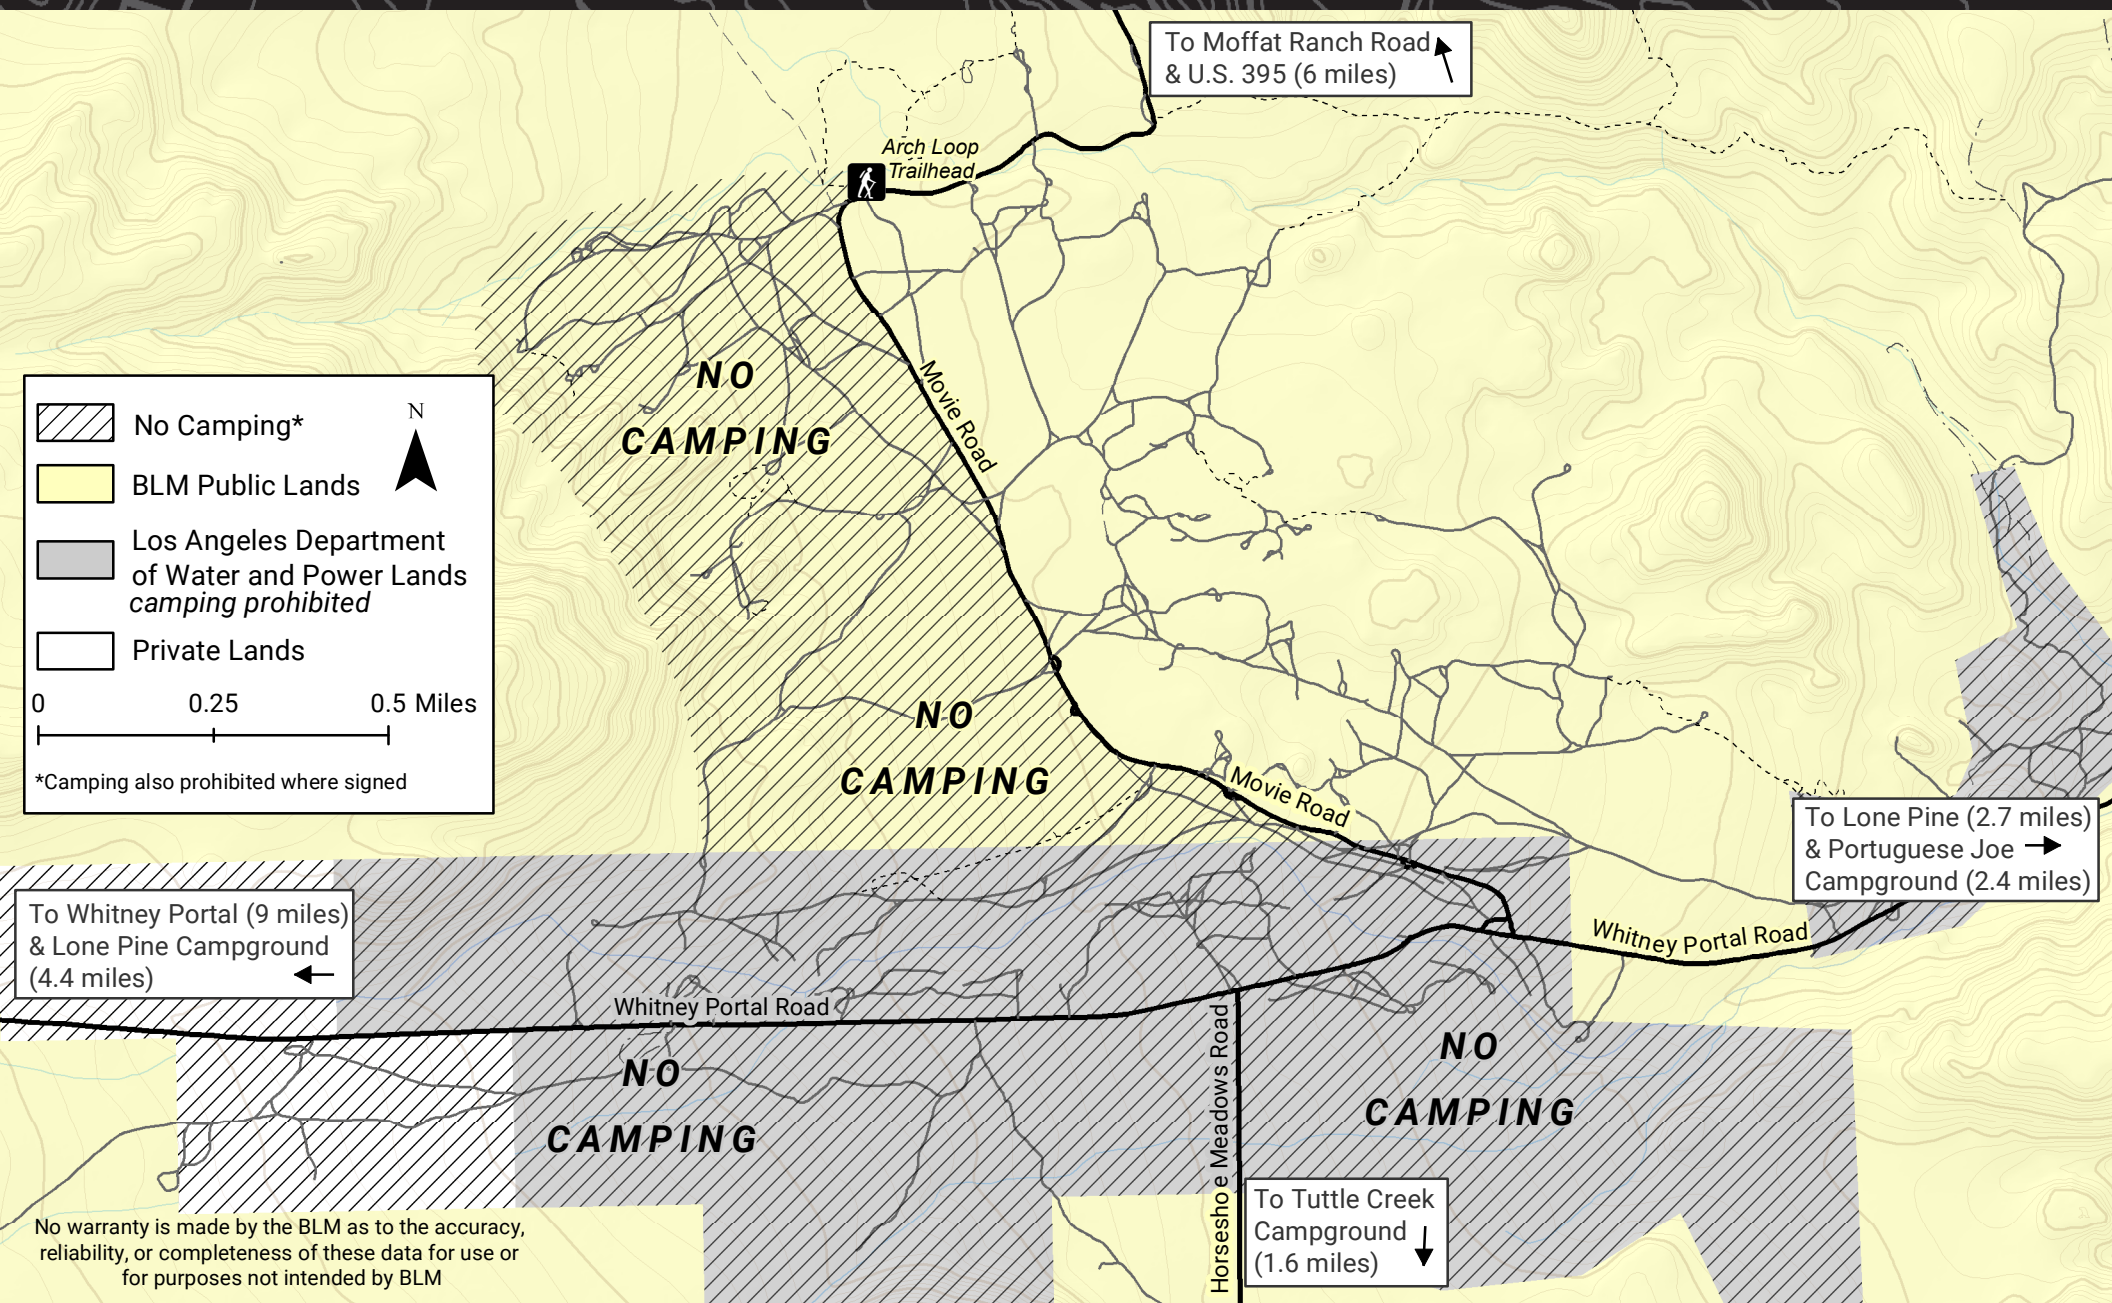 To Moffat Ranch Road
& U.S. 395 (6 miles)
Arch Loop
Trailhead
NO
CAMPING
Movie Road
N
No Camping*
BLM Public Lands
Los Angeles Department
of Water and Power Lands
camping prohibited
Private Lands
0 0.25 0.5 Miles
*Camping also prohibited where signed
NO
CAMPING
Movie Road
To Lone Pine (2.7 miles)
& Portuguese Joe
Campground (2.4 miles)
To Whitney Portal (9 miles)
& Lone Pine Campground
(4.4 miles)
Whitney Portal Road
Whitney Portal Road
NO
CAMPING
NO
CAMPING
Horseshoe Meadows Road
To Tuttle Creek
Campground
(1.6 miles)
No warranty is made by the BLM as to the accuracy,
reliability, or completeness of these data for use or
for purposes not intended by BLM